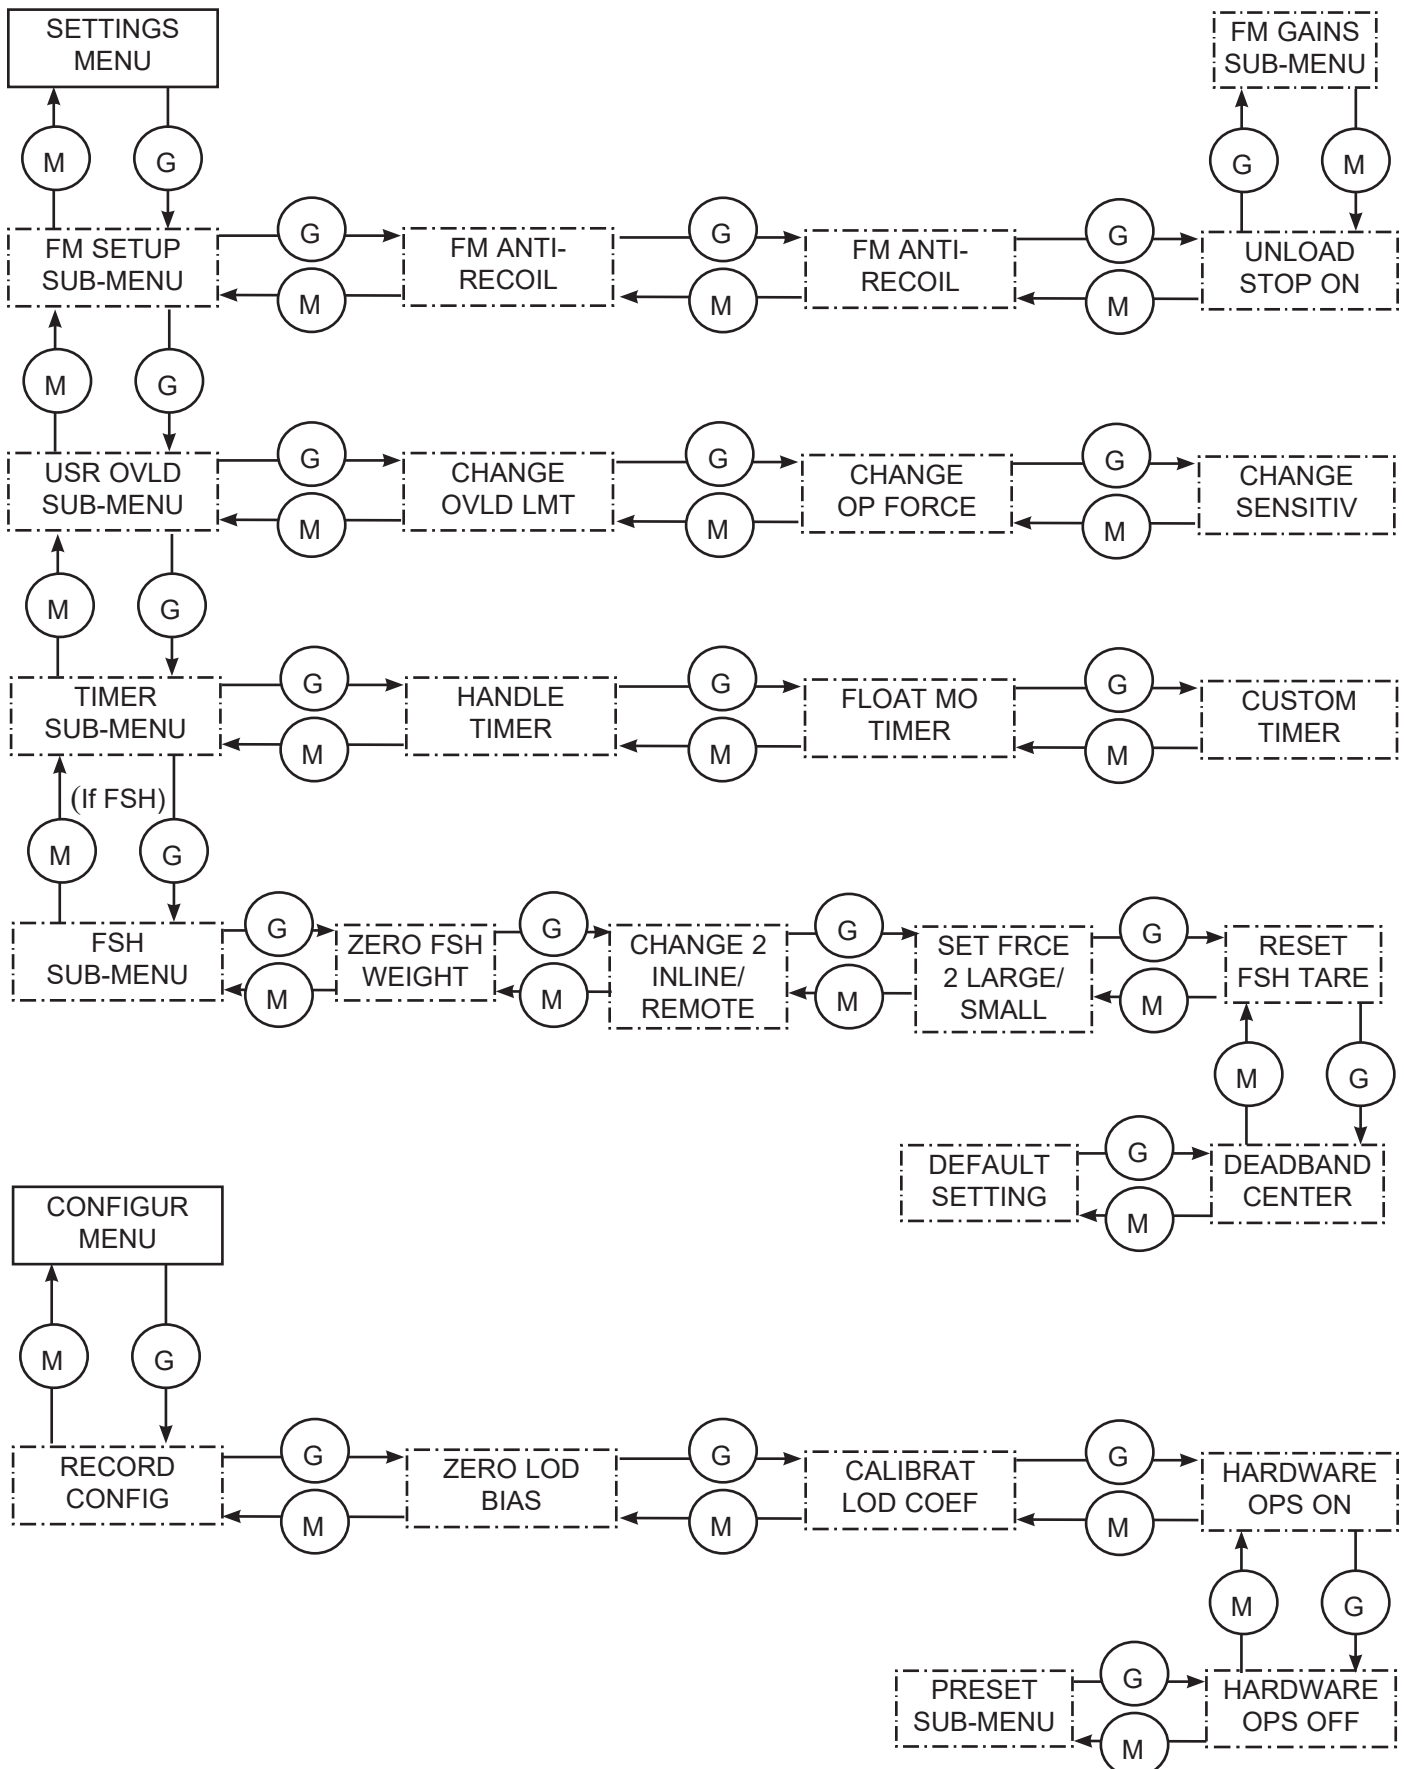 SETTINGS
MENU
FM GAINS
SUB-MENU
M
G
G
M
FM SETUP
SUB-MENU
G
M
FM ANTI-
RECOIL
G
M
FM ANTI-
RECOIL
G
M
UNLOAD
STOP ON
M
G
USR OVLD
SUB-MENU
G
M
CHANGE
OVLD LMT
G
M
CHANGE
OP FORCE
G
M
CHANGE
SENSITIV
M
G
TIMER
SUB-MENU
G
M
HANDLE
TIMER
G
M
FLOAT MO
TIMER
G
M
CUSTOM
TIMER
(If FSH)
M
G
FSH
SUB-MENU
G
M
ZERO FSH
WEIGHT
G
M
CHANGE 2
INLINE/
REMOTE
G
M
SET FRCE
2 LARGE/
SMALL
G
M
RESET
FSH TARE
M
G
DEFAULT
SETTING
G
M
DEADBAND
CENTER
CONFIGUR
MENU
M
G
RECORD
CONFIG
G
M
ZERO LOD
BIAS
G
M
CALIBRAT
LOD COEF
G
M
HARDWARE
OPS ON
M
G
PRESET
SUB-MENU
G
M
HARDWARE
OPS OFF